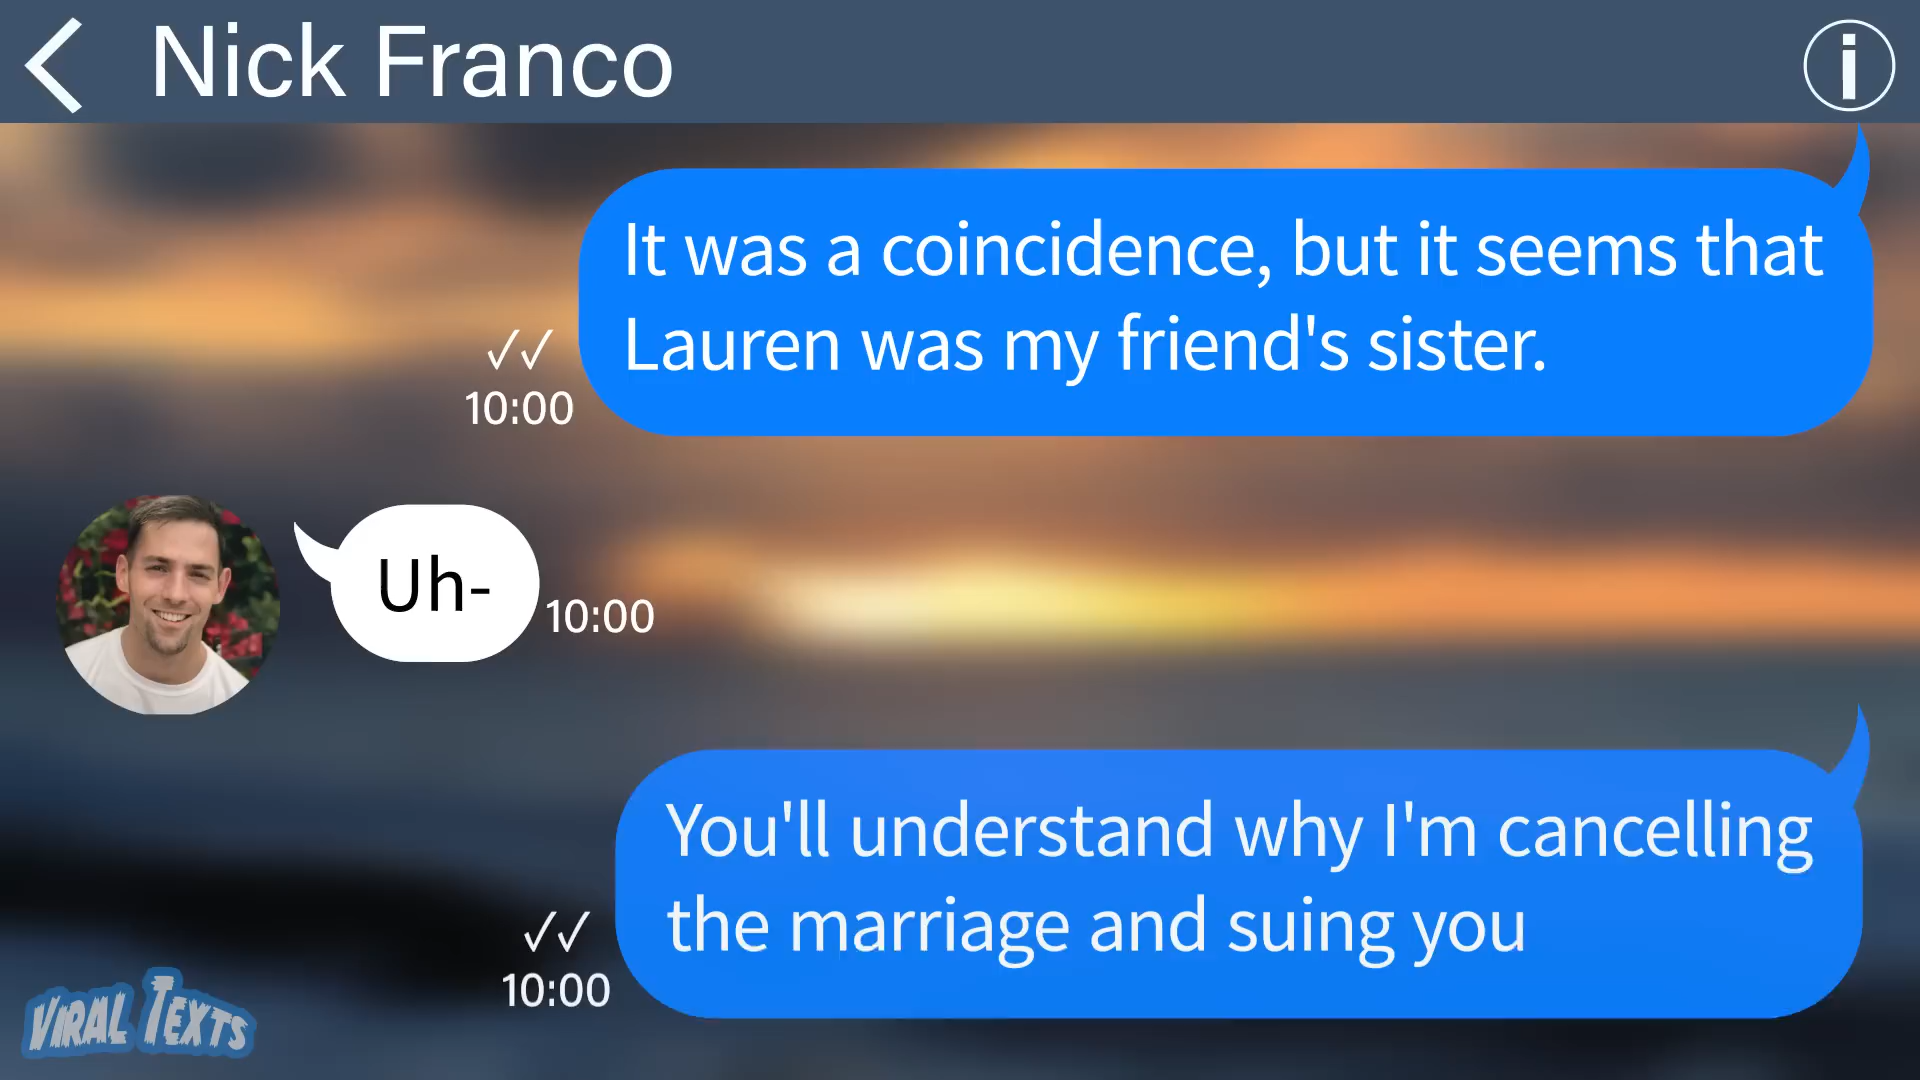 Nick Franco
It was a coincidence, but it seems that
Lauren was my friend's sister.
✓✓
10:00
Uh-
10:00
You'll understand why I'm cancelling
the marriage and suing you
✓✓
10:00
VIRAL TEXTS